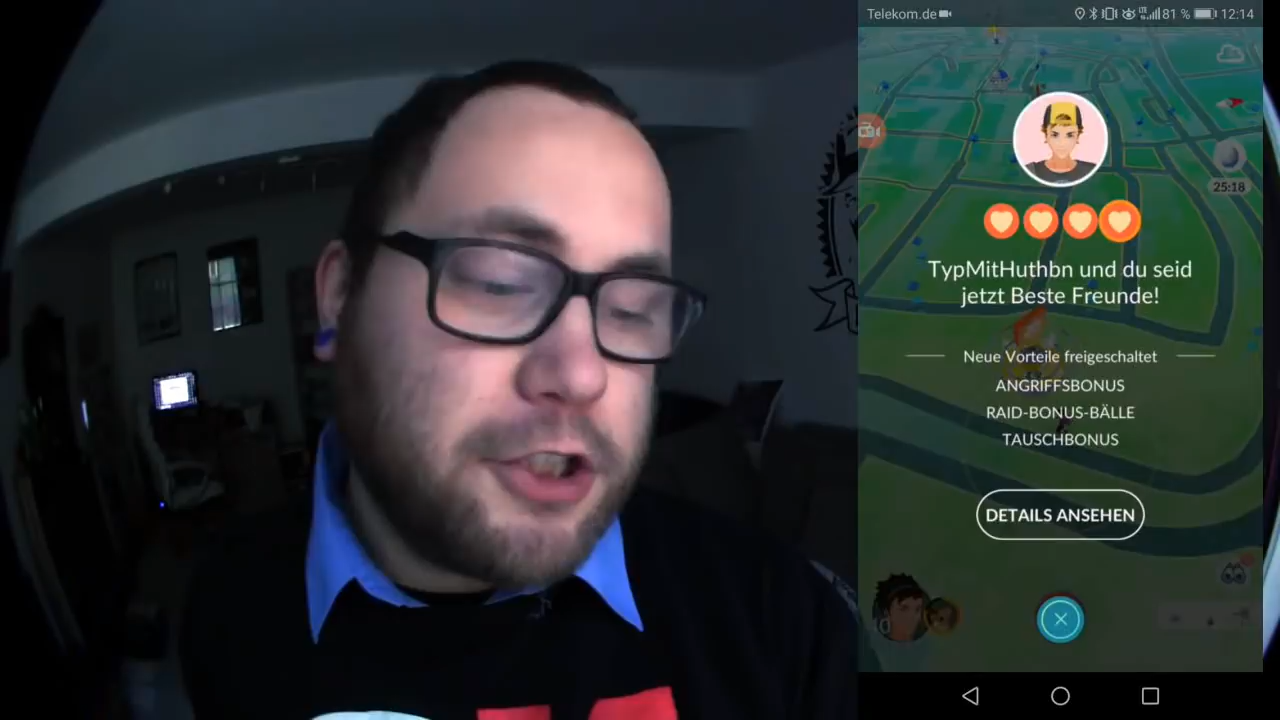 Telekom.de 81 % 12:14
25:18
TypMitHuthbn und du seid
jetzt Beste Freunde!
Neue Vorteile freigeschaltet
ANGRIFFSBONUS
RAID-BONUS-BÄLLE
TAUSCHBONUS
DETAILS ANSEHEN